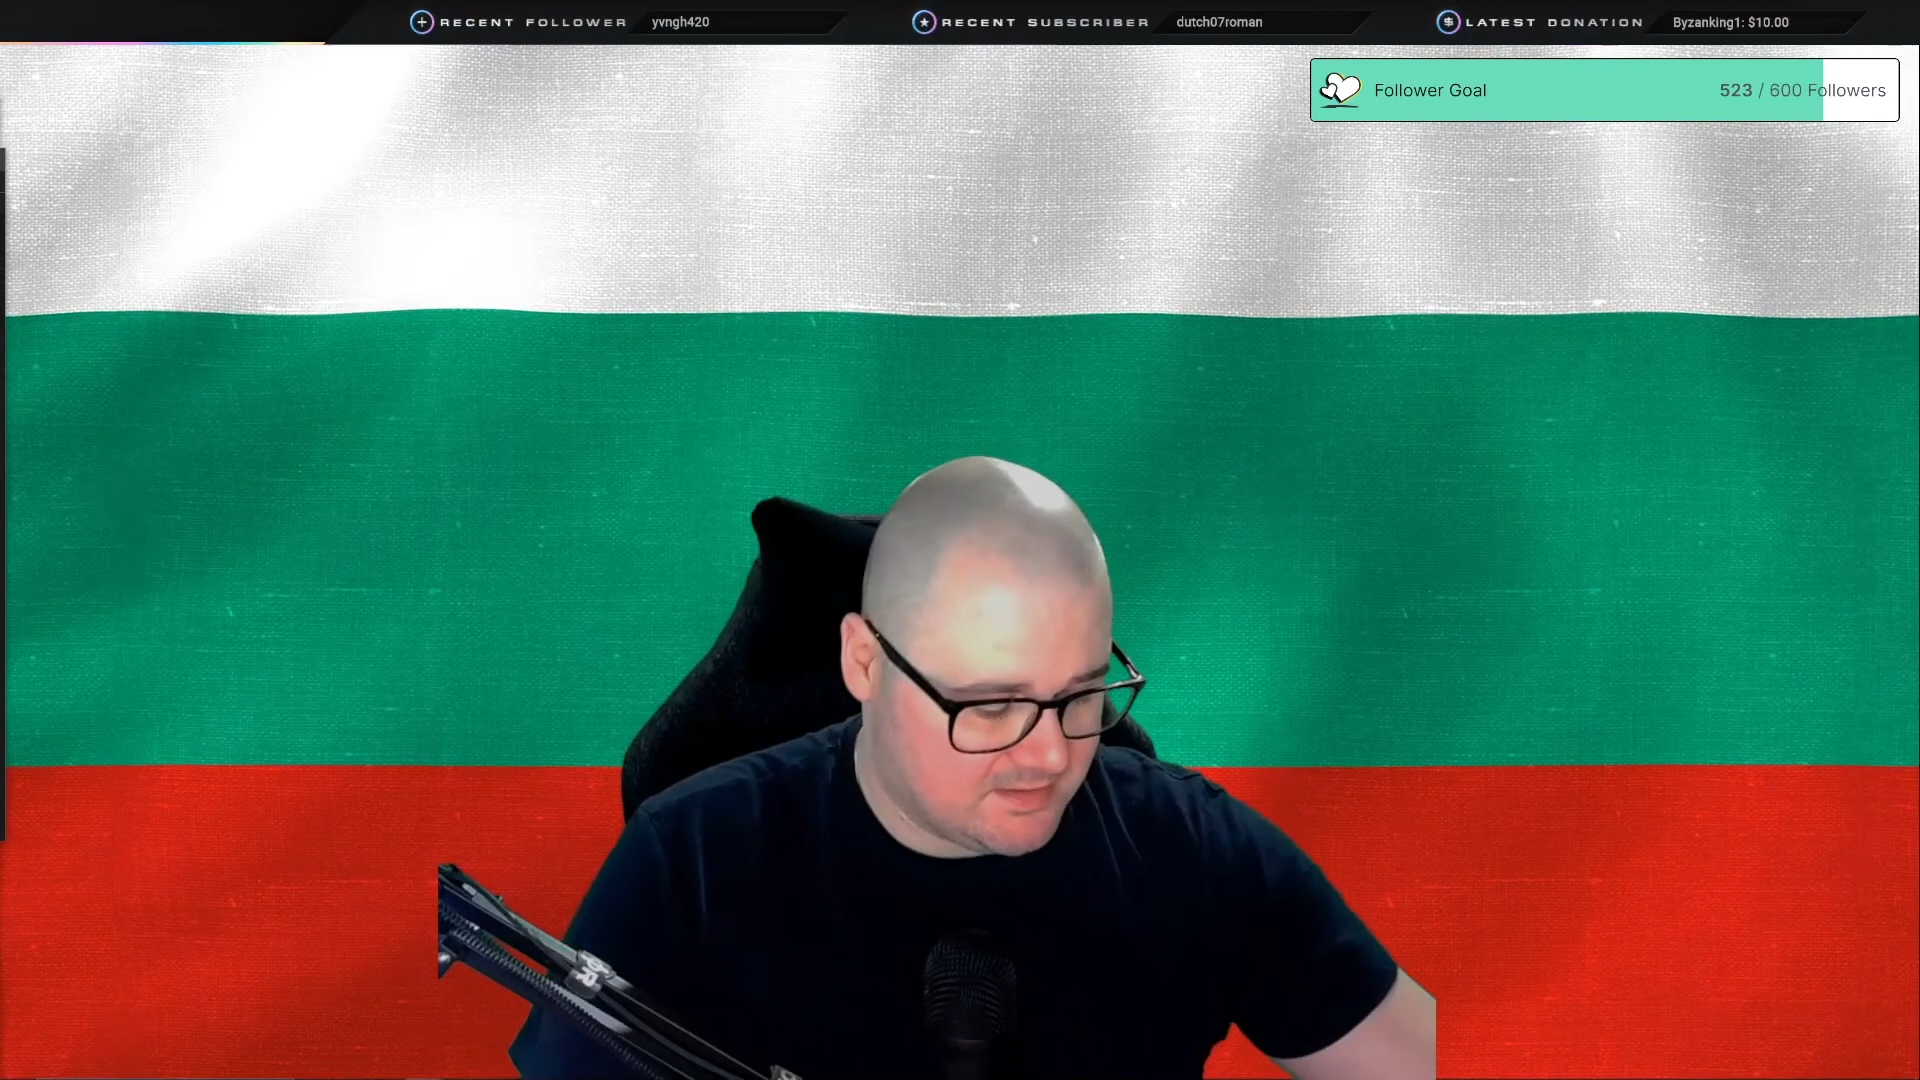 RECENT FOLLOWER yvngh420 RECENT SUBSCRIBER dutch07roman LATEST DONATION Byzanking1: $10.00
Follower Goal 523 / 600 Followers